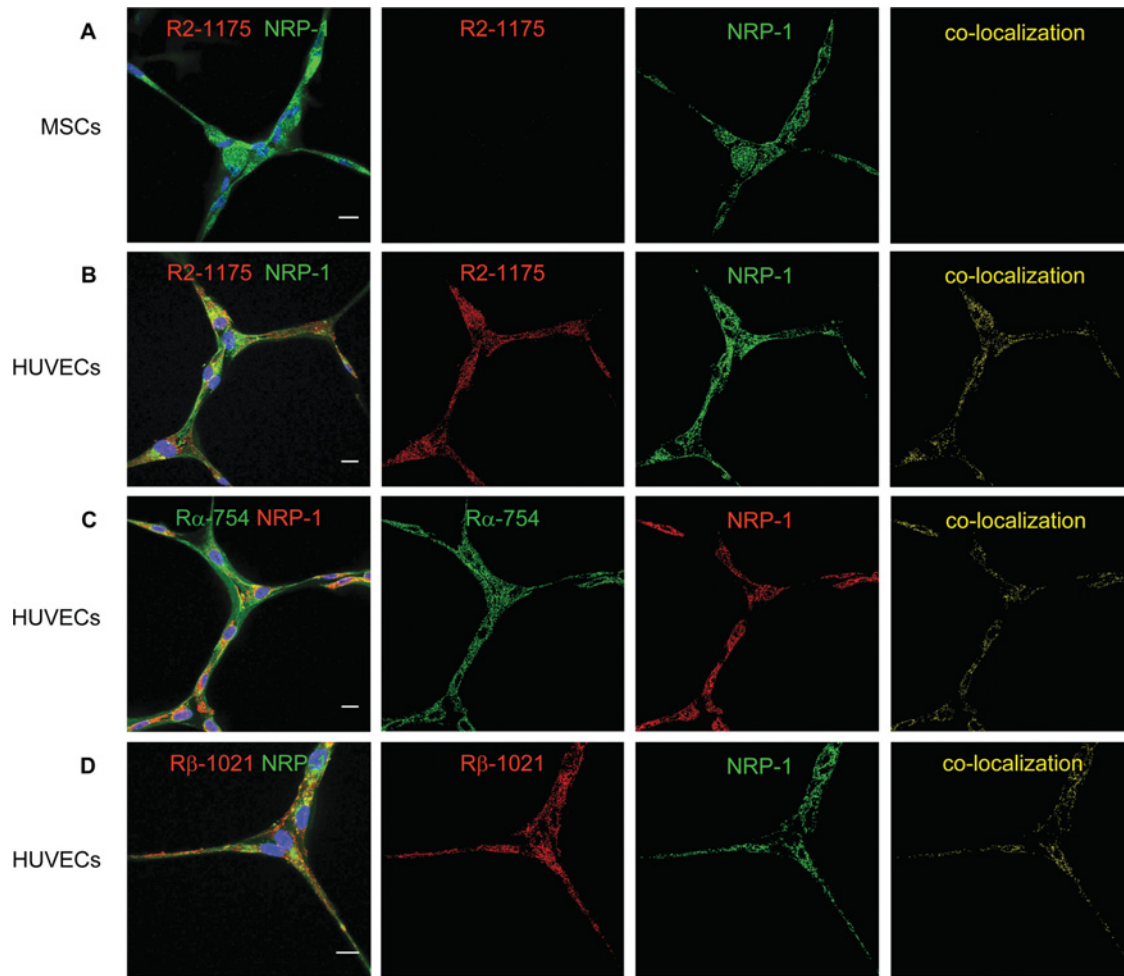 A
R2-1175 NRP-1
R2-1175
NRP-1
co-localization
MSCs
B
R2-1175 NRP-1
R2-1175
NRP-1
co-localization
HUVECs
C
Rα-754 NRP-1
Rα-754
NRP-1
co-localization
HUVECs
D
Rβ-1021 NRP
Rβ-1021
NRP-1
co-localization
HUVECs